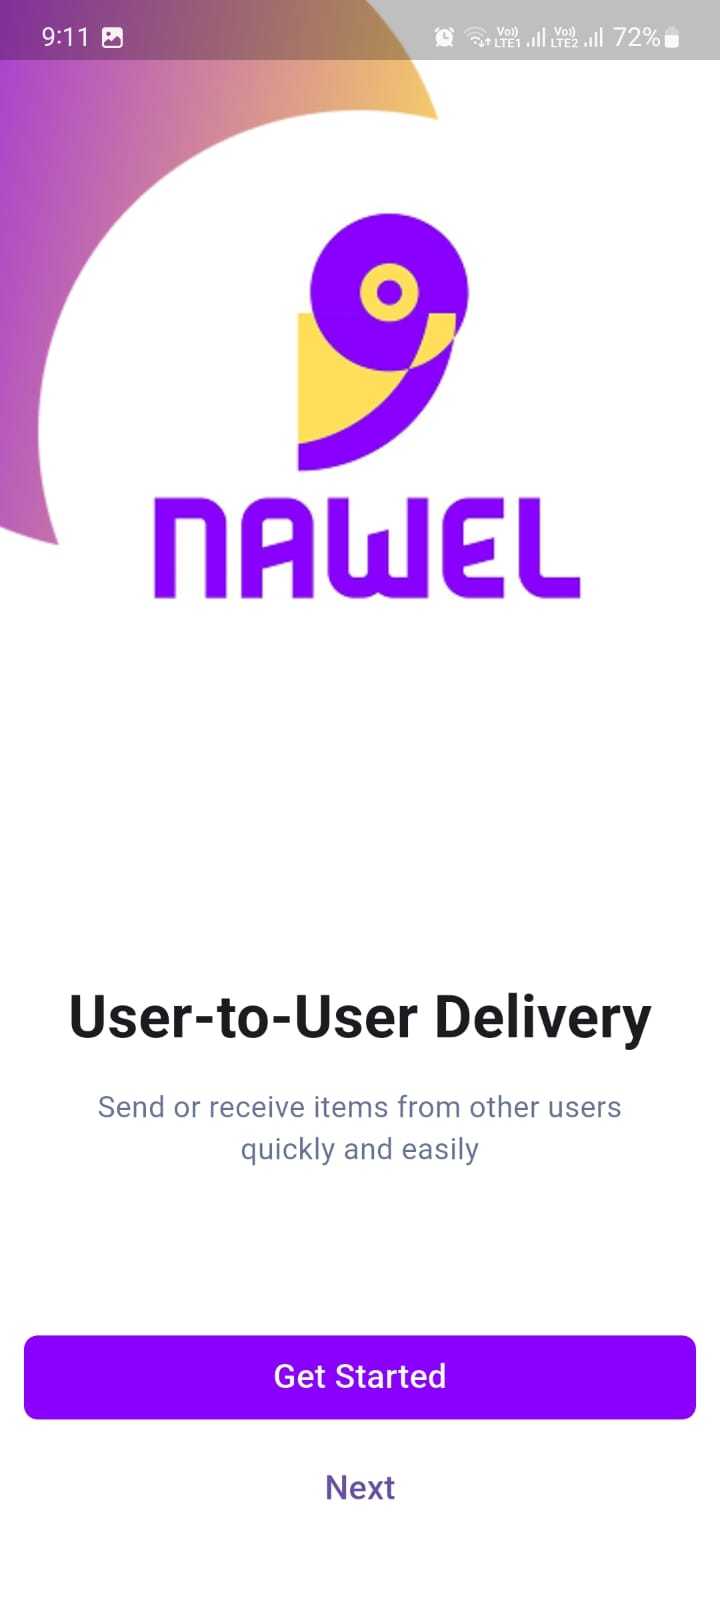 9:11
Vo)) LTE1 Vo)) LTE2 72%
NAWEL
User-to-User Delivery
Send or receive items from other users
quickly and easily
Get Started
Next